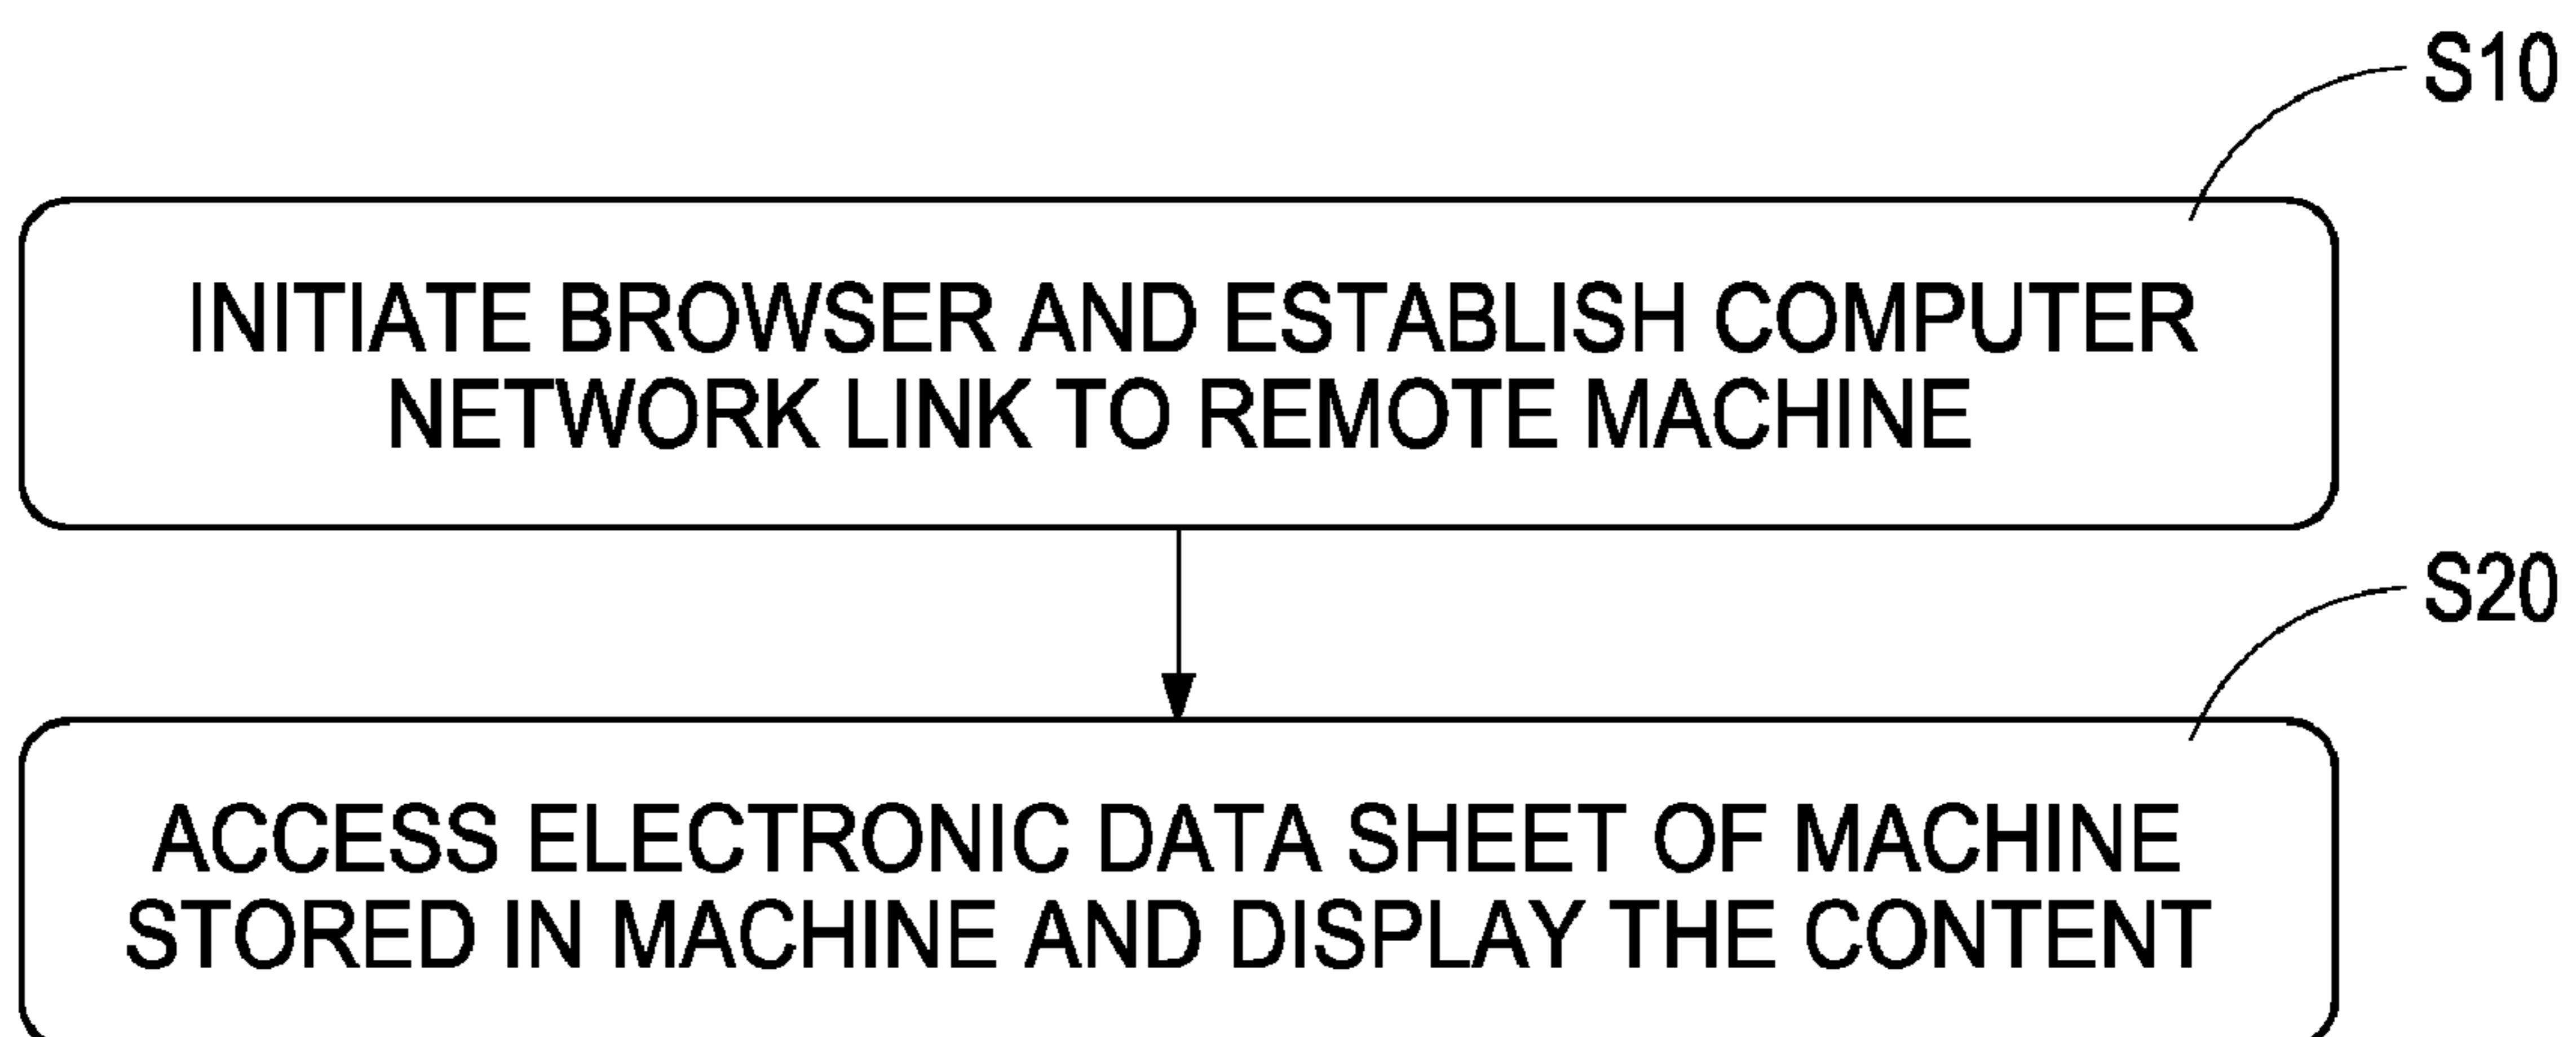 S10
INITIATE BROWSER AND ESTABLISH COMPUTER
NETWORK LINK TO REMOTE MACHINE
S20
ACCESS ELECTRONIC DATA SHEET OF MACHINE
STORED IN MACHINE AND DISPLAY THE CONTENT